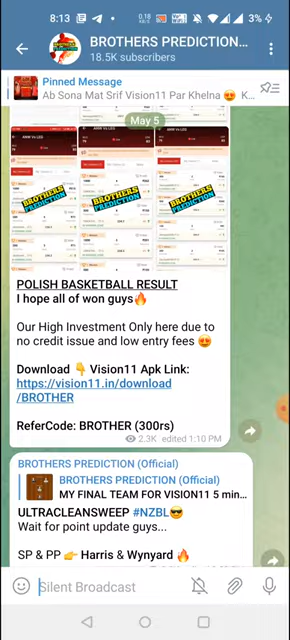 8:13
0.18
KB/S
3%
BROTHERS PREDICTION...
18.5K subscribers
Pinned Message
Ab Sona Mat Srif Vision11 Par Khelna 😍 K...
May 5
BROTHERS
PREDICTION
BROTHERS
PREDICTION
BROTHERS
PREDICTION
POLISH BASKETBALL RESULT
I hope all of won guys🔥
Our High Investment Only here due to
no credit issue and low entry fees 😍
Download 👇 Vision11 Apk Link:
https://vision11.in/download
/BROTHER
ReferCode: BROTHER (300rs)
2.3K edited 1:10 PM
BROTHERS PREDICTION (Official)
BROTHERS PREDICTION (Official)
MY FINAL TEAM FOR VISION11 5 min...
ULTRACLEANSWEEP #NZBL😎
Wait for point update guys...
SP & PP 👉 Harris & Wynyard 🔥
Silent Broadcast